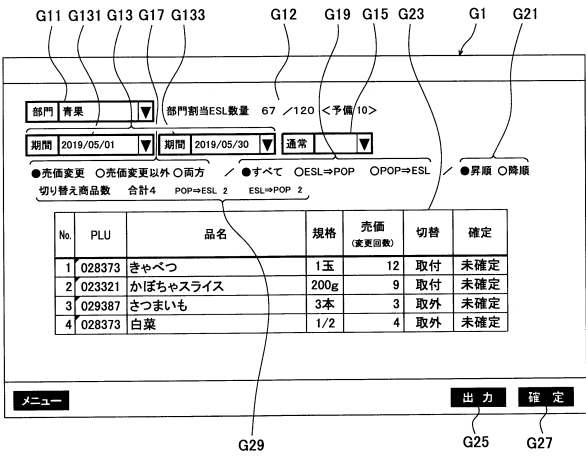 G11 G131 G13 G17 G133 G12 G19 G15 G23 G1 G21
部門 青果 ▼ 部門割当ESL数量 67 /120 <予備10>
期間 2019/05/01 ▼ 期間 2019/05/30 ▼ 通常 ▼
●売価変更 ○売価変更以外 ○両方 / ●すべて ○ESL⇒POP ○POP⇒ESL / ●昇順 ○降順
切り替え商品数 合計4 POP⇒ESL 2 ESL⇒POP 2
No. PLU 品名 規格 売価 (変更回数) 切替 確定
1 028373 きゃべつ 1玉 12 取付 未確定
2 023321 かぼちゃスライス 200g 9 取付 未確定
3 029387 さつまいも 3本 3 取外 未確定
4 028373 白菜 1/2 4 取外 未確定
メニュー 出力 確定
G29 G25 G27